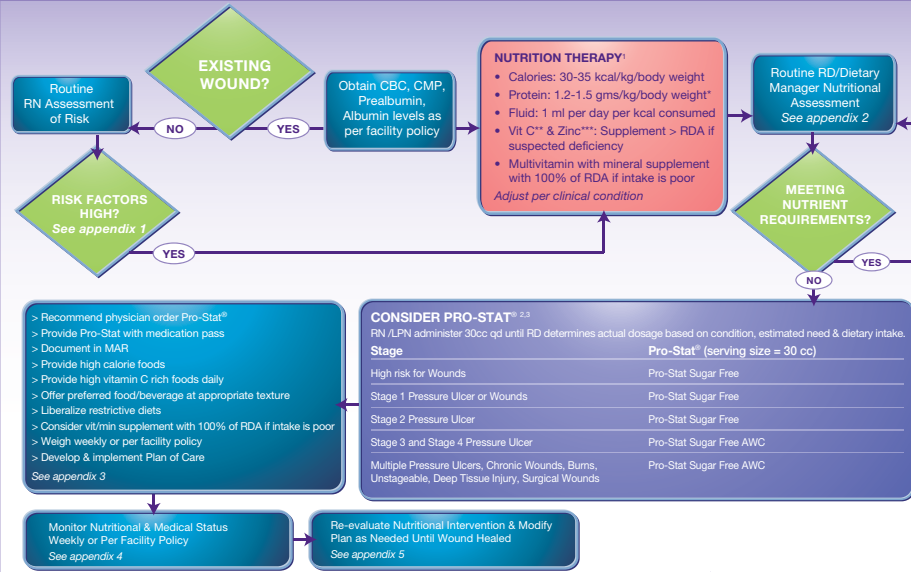 EXISTING
WOUND?
Routine
RN Assessment
of Risk
NO
YES
Obtain CBC, CMP,
Prealbumin,
Albumin levels as
per facility policy
NUTRITION THERAPY¹
• Calories: 30-35 kcal/kg/body weight
• Protein: 1.2-1.5 gms/kg/body weight*
• Fluid: 1 ml per day per kcal consumed
• Vit C** & Zinc***: Supplement > RDA if
suspected deficiency
• Multivitamin with mineral supplement
with 100% of RDA if intake is poor
Adjust per clinical condition
Routine RD/Dietary
Manager Nutritional
Assessment
See appendix 2
RISK FACTORS
HIGH?
See appendix 1
YES
MEETING
NUTRIENT
REQUIREMENTS?
YES
NO
> Recommend physician order Pro-Stat®
> Provide Pro-Stat with medication pass
> Document in MAR
> Provide high calorie foods
> Provide high vitamin C rich foods daily
> Offer preferred food/beverage at appropriate texture
> Liberalize restrictive diets
> Consider vit/min supplement with 100% of RDA if intake is poor
> Weigh weekly or per facility policy
> Develop & implement Plan of Care
See appendix 3
CONSIDER PRO-STAT® 2,3
RN/LPN administer 30cc qd until RD determines actual dosage based on condition, estimated need & dietary intake.
Stage Pro-Stat® (serving size = 30 cc)
High risk for Wounds Pro-Stat Sugar Free
Stage 1 Pressure Ulcer or Wounds Pro-Stat Sugar Free
Stage 2 Pressure Ulcer Pro-Stat Sugar Free
Stage 3 and Stage 4 Pressure Ulcer Pro-Stat Sugar Free AWC
Multiple Pressure Ulcers, Chronic Wounds, Burns, Pro-Stat Sugar Free AWC
Unstageable, Deep Tissue Injury, Surgical Wounds
Monitor Nutritional & Medical Status
Weekly or Per Facility Policy
See appendix 4
Re-evaluate Nutritional Intervention & Modify
Plan as Needed Until Wound Healed
See appendix 5